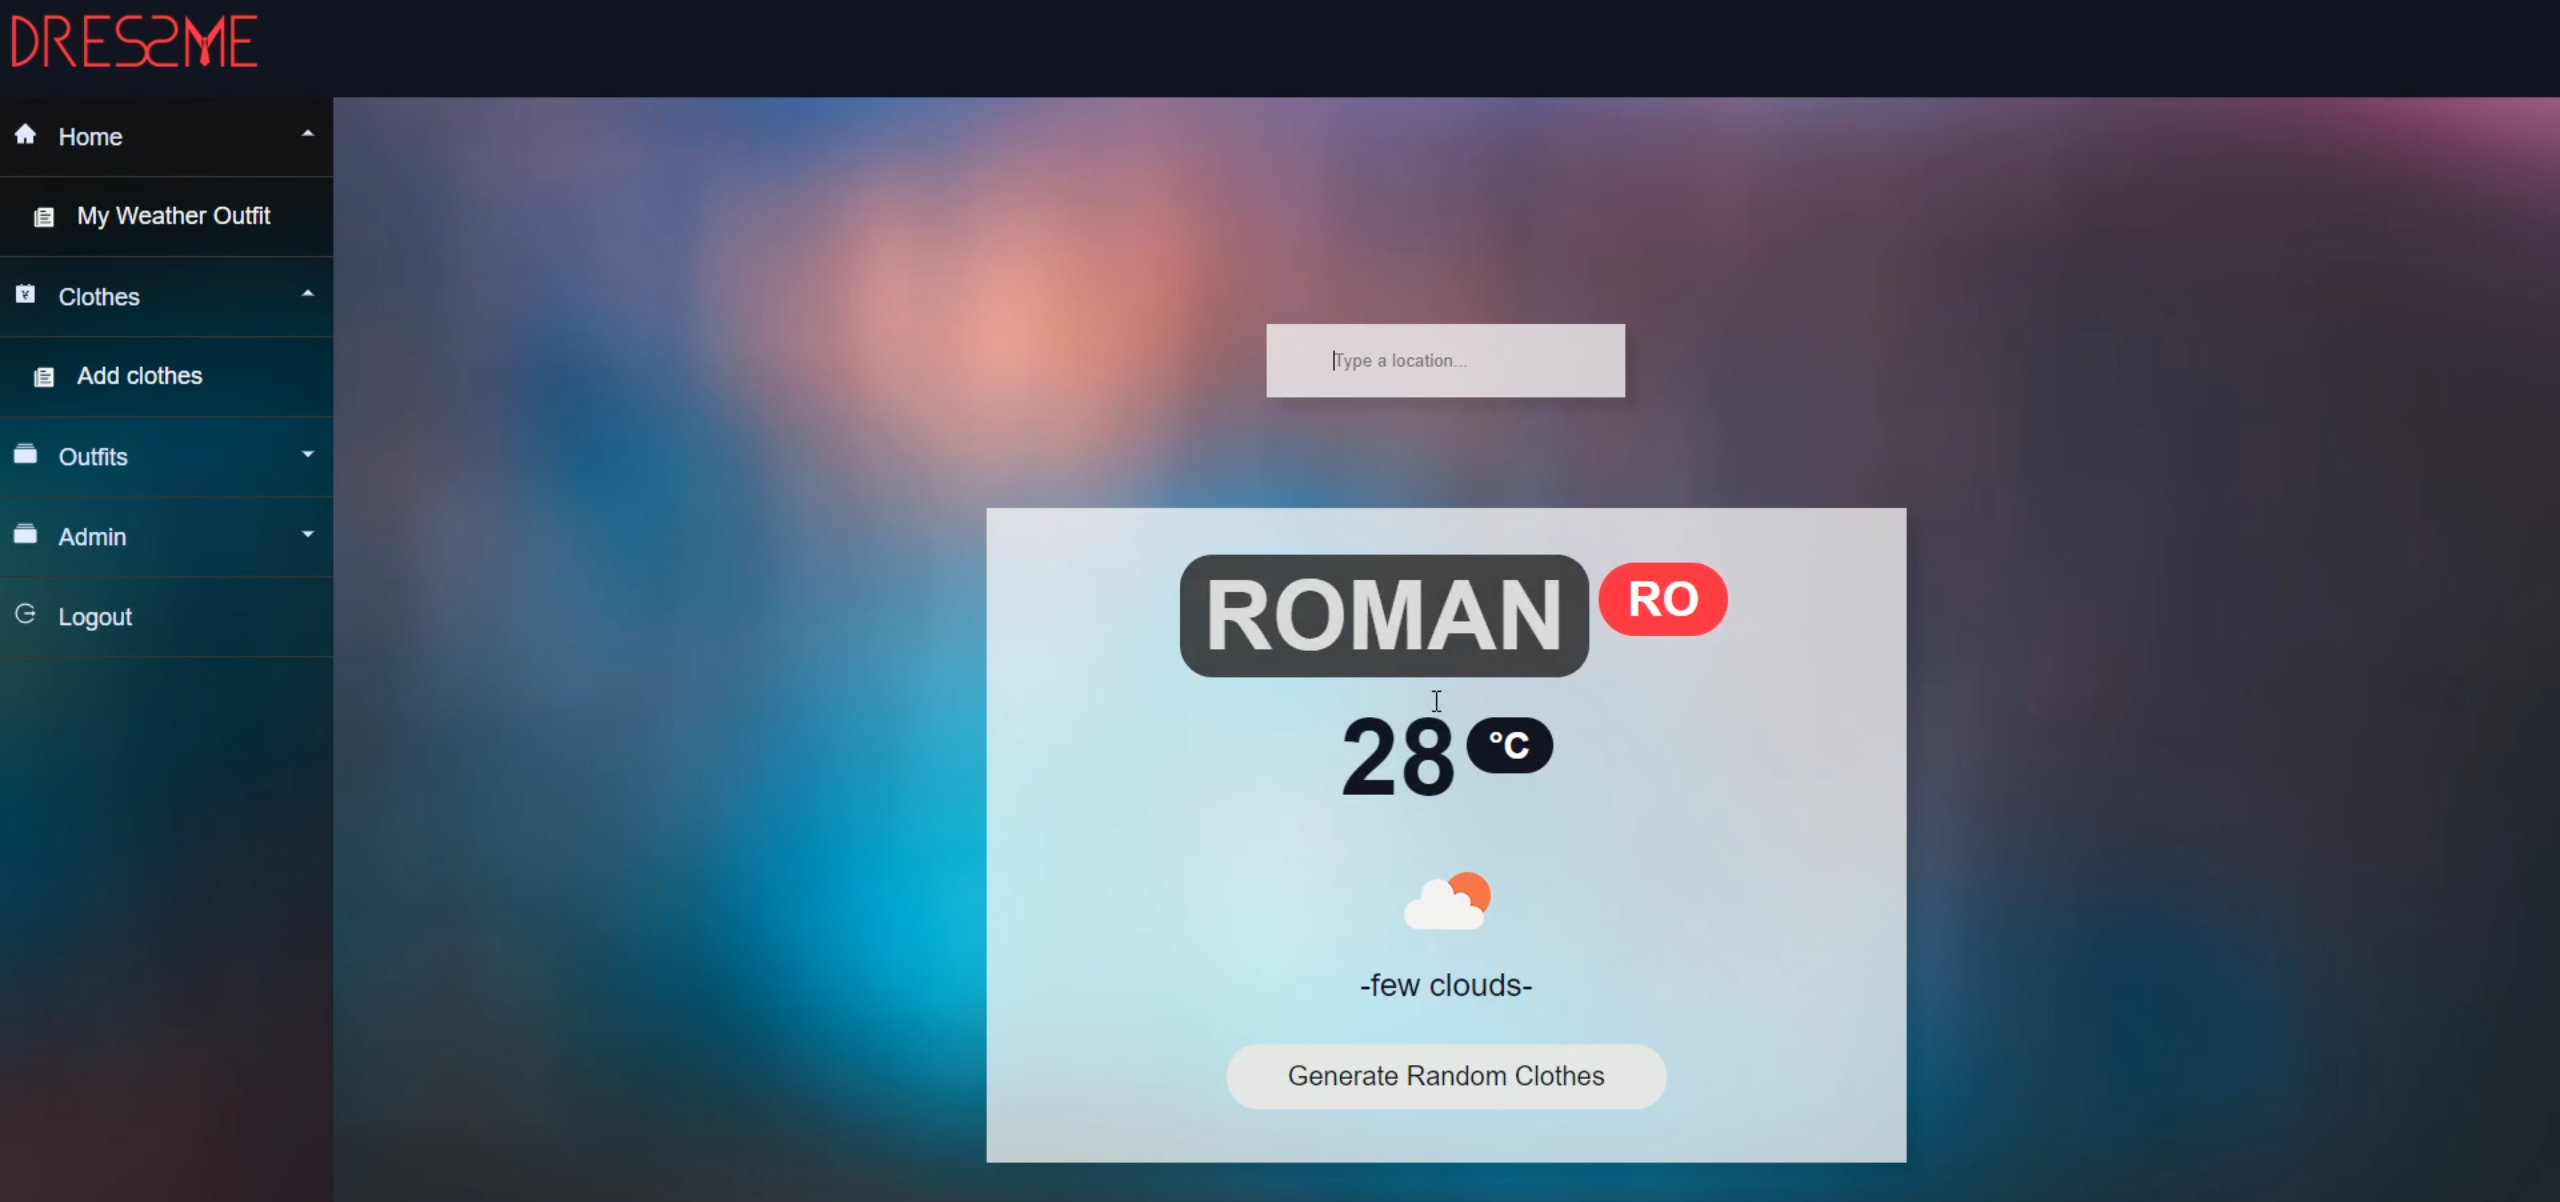 DRESSME
Home
My Weather Outfit
Clothes
Add clothes
Outfits
Admin
Logout
Type a location...
ROMAN RO
28 °C
-few clouds-
Generate Random Clothes